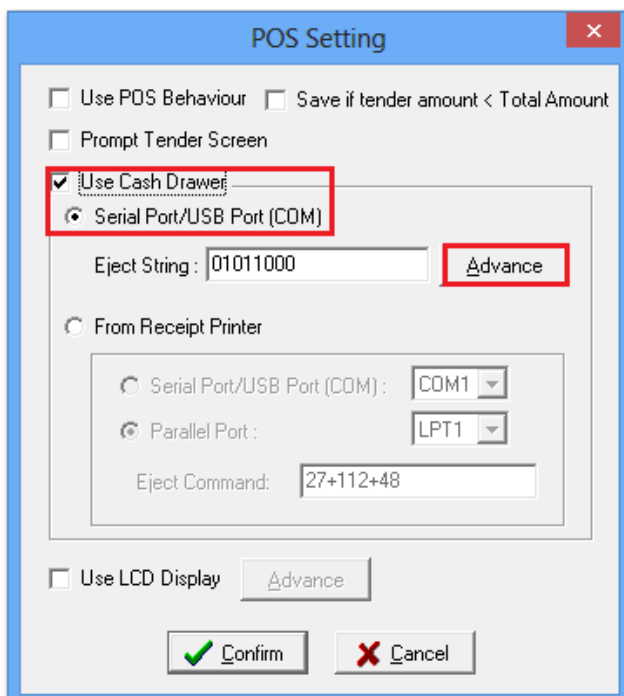 POS Setting
Use POS Behaviour Save if tender amount < Total Amount
Prompt Tender Screen
Use Cash Drawer
Serial Port/USB Port (COM)
Eject String : 01011000 Advance
From Receipt Printer
Serial Port/USB Port (COM) : COM1
Parallel Port : LPT1
Eject Command: 27+112+48
Use LCD Display Advance
Confirm Cancel